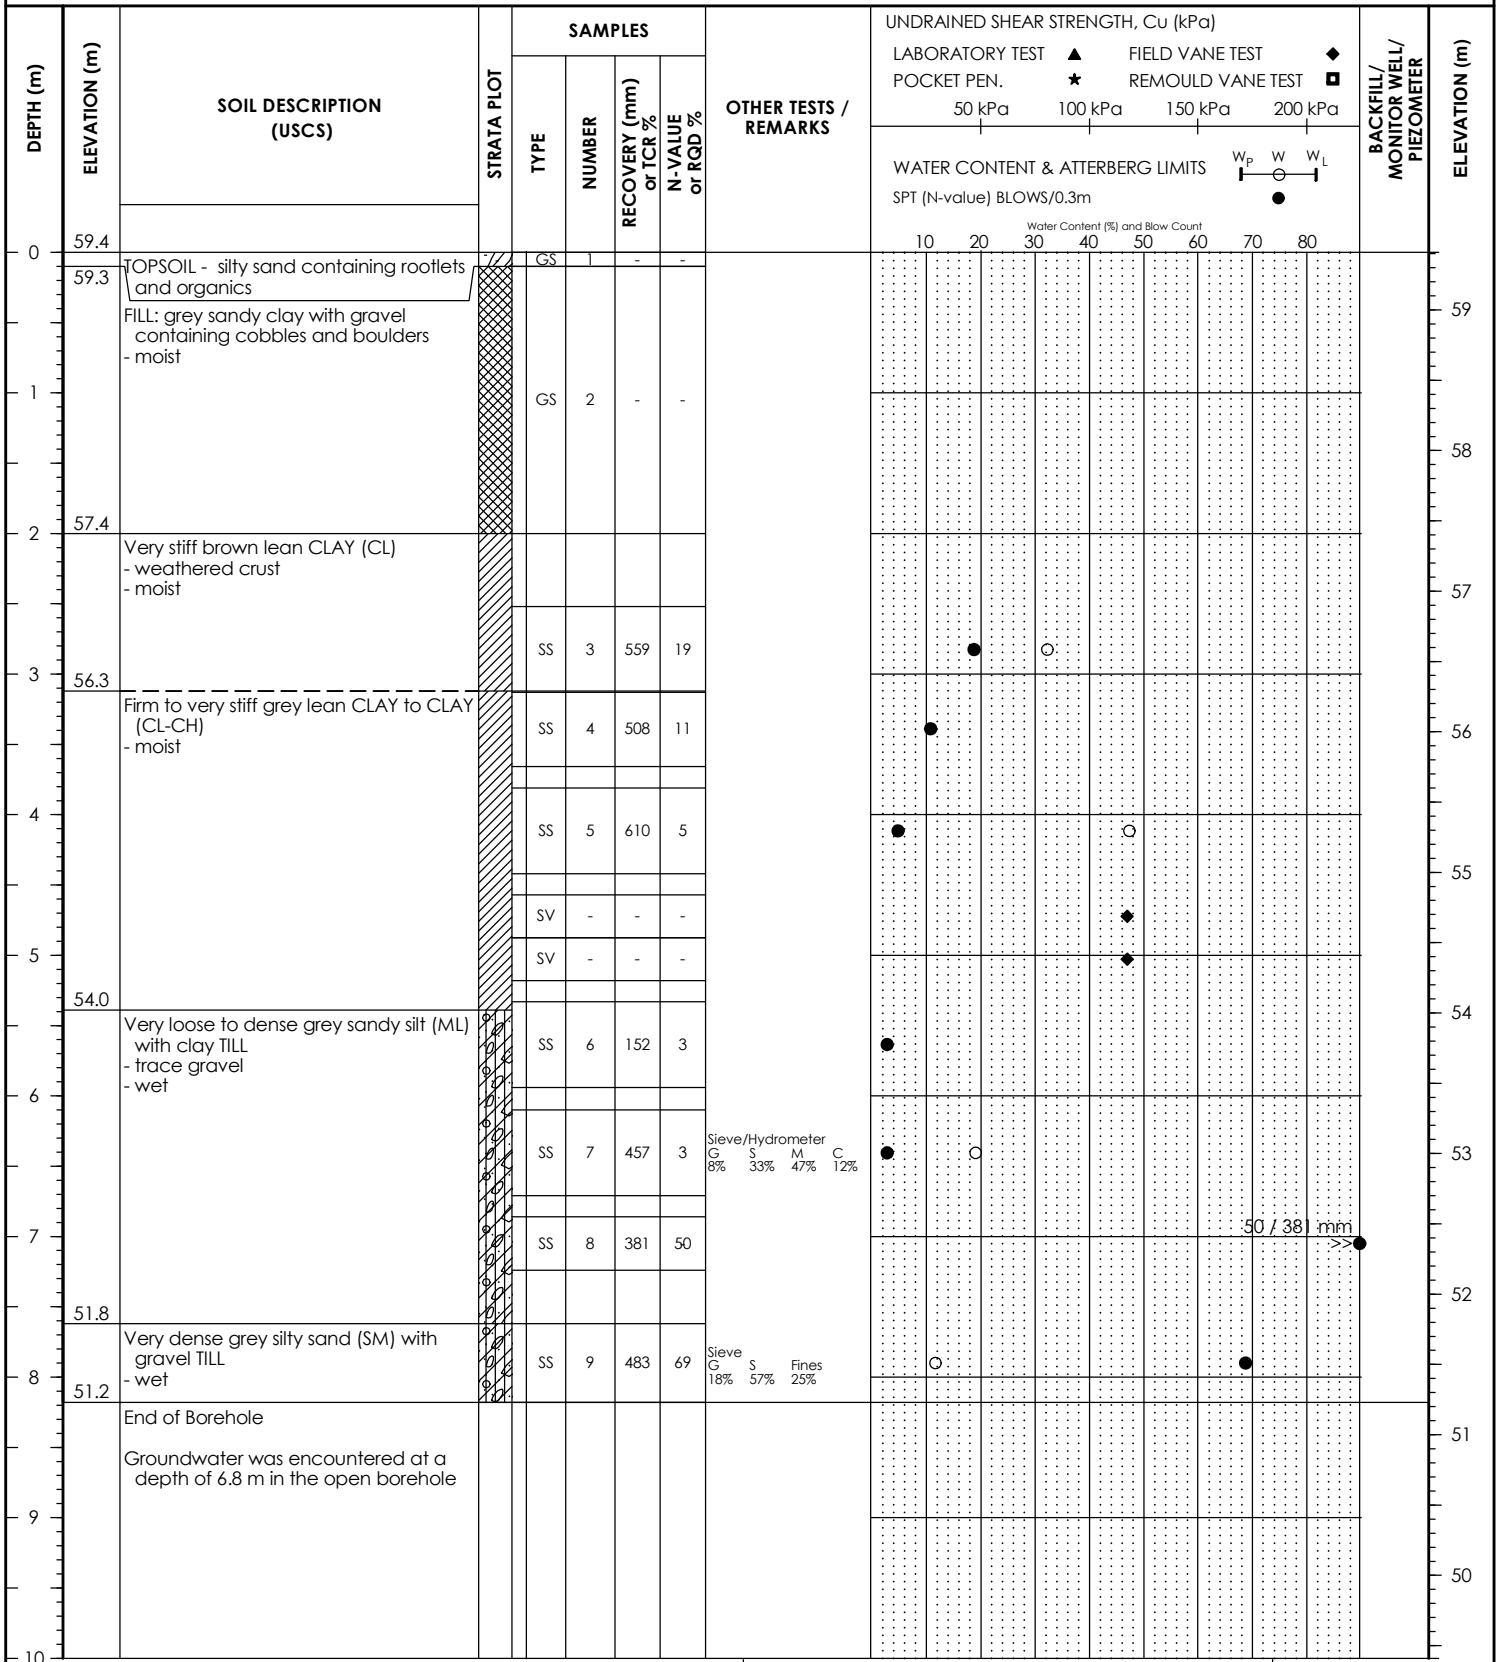 DEPTH (m)
ELEVATION (m)
SOIL DESCRIPTION
(USCS)
STRATA PLOT
SAMPLES
TYPE
NUMBER
RECOVERY (mm)
or TCR %
N-VALUE
or RQD %
OTHER TESTS /
REMARKS
UNDRAINED SHEAR STRENGTH, Cu (kPa)
LABORATORY TEST ▲ FIELD VANE TEST ◆
POCKET PEN. ★ REMOULD VANE TEST
50 kPa 100 kPa 150 kPa 200 kPa
WATER CONTENT & ATTERBERG LIMITS WP W WL
SPT (N-value) BLOWS/0.3m ●
Water Content (%) and Blow Count
10 20 30 40 50 60 70 80
BACKFILL/
MONITOR WELL/
PIEZOMETER
ELEVATION (m)
0 59.4
59.3 TOPSOIL - silty sand containing rootlets
and organics
GS 1 - -
FILL: grey sandy clay with gravel
containing cobbles and boulders
- moist
59
1
GS 2 - -
58
57.4
2
Very stiff brown lean CLAY (CL)
- weathered crust
- moist
57
SS 3 559 19
3
56.3
Firm to very stiff grey lean CLAY to CLAY
(CL-CH)
- moist
SS 4 508 11
56
4
SS 5 610 5
55
SV - - -
5
SV - - -
54.0
54
Very loose to dense grey sandy silt (ML)
with clay TILL
- trace gravel
- wet
SS 6 152 3
6
SS 7 457 3
Sieve/Hydrometer
G S M C
8% 33% 47% 12%
53
50 / 381 mm
>>
7
SS 8 381 50
52
51.8
Very dense grey silty sand (SM) with
gravel TILL
- wet
SS 9 483 69
Sieve
G S Fines
18% 57% 25%
8
51.2
End of Borehole
51
Groundwater was encountered at a
depth of 6.8 m in the open borehole
9
50
10